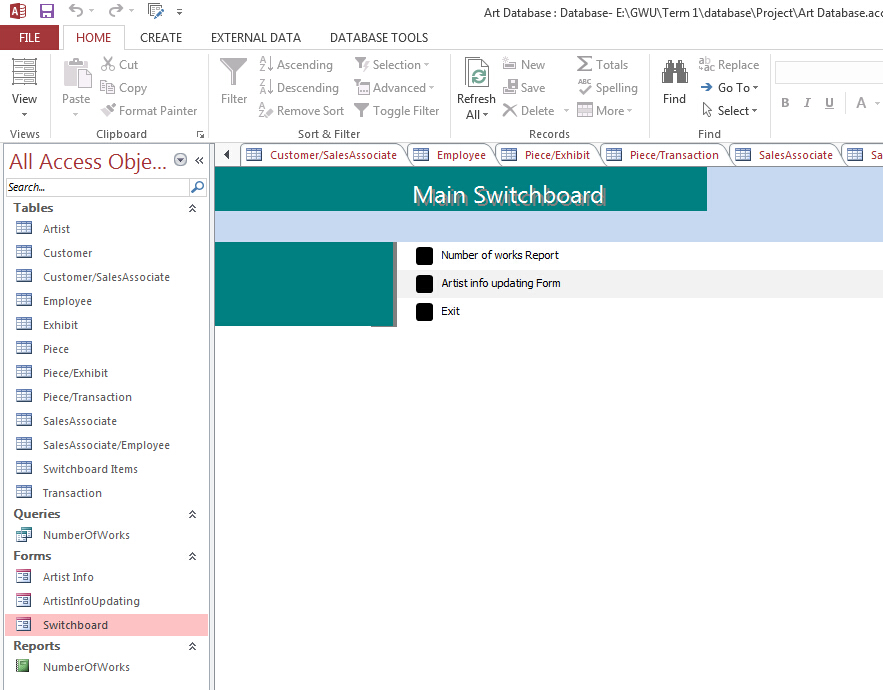 Art Database : Database- E:\GWU\Term 1\database\Project\Art Database.acc
FILE HOME CREATE EXTERNAL DATA DATABASE TOOLS
View
Views
Paste
Cut
Copy
Format Painter
Clipboard
Filter
Ascending
Descending
Remove Sort
Selection
Advanced
Toggle Filter
Sort & Filter
Refresh
All
New
Save
Delete
Totals
Spelling
More
Records
Find
Replace
Go To
Select
Find
B I U A
All Access Obje...
Search...
Tables
Artist
Customer
Customer/SalesAssociate
Employee
Exhibit
Piece
Piece/Exhibit
Piece/Transaction
SalesAssociate
SalesAssociate/Employee
Switchboard Items
Transaction
Queries
NumberOfWorks
Forms
Artist Info
ArtistInfoUpdating
Switchboard
Reports
NumberOfWorks
Customer/SalesAssociate Employee Piece/Exhibit Piece/Transaction SalesAssociate Sa
Main Switchboard
Number of works Report
Artist info updating Form
Exit